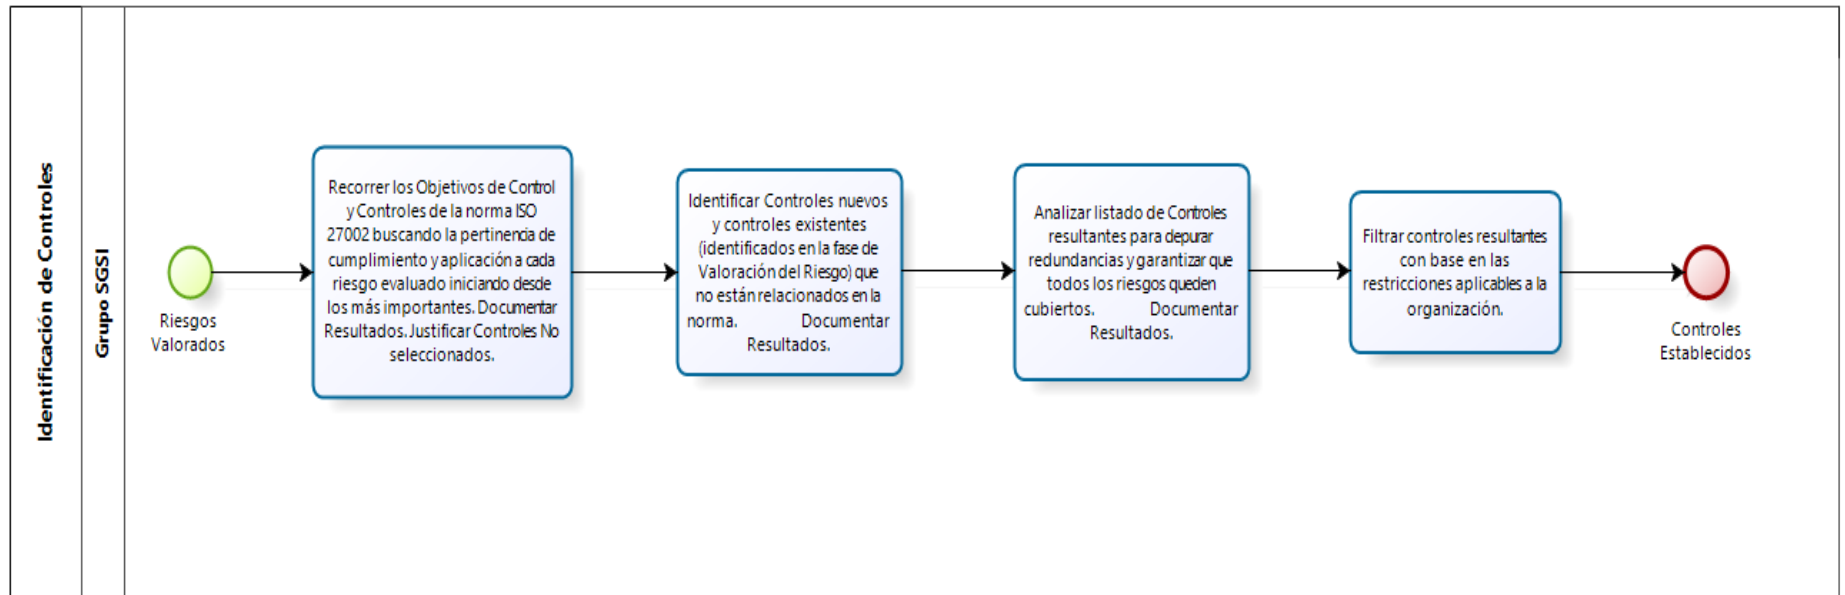 Identificación de Controles
Grupo SGSI
Riesgos
Valorados
Recorrer los Objetivos de Control
y Controles de la norma ISO
27002 buscando la pertinencia de
cumplimiento y aplicación a cada
riesgo evaluado iniciando desde
los más importantes. Documentar
Resultados. Justificar Controles No
seleccionados.
Identificar Controles nuevos
y controles existentes
(identificados en la fase de
Valoración del Riesgo) que
no están relacionados en la
norma. Documentar
Resultados.
Analizar listado de Controles
resultantes para depurar
redundancias y garantizar que
todos los riesgos queden
cubiertos. Documentar
Resultados.
Filtrar controles resultantes
con base en las
restricciones aplicables a la
organización.
Controles
Establecidos